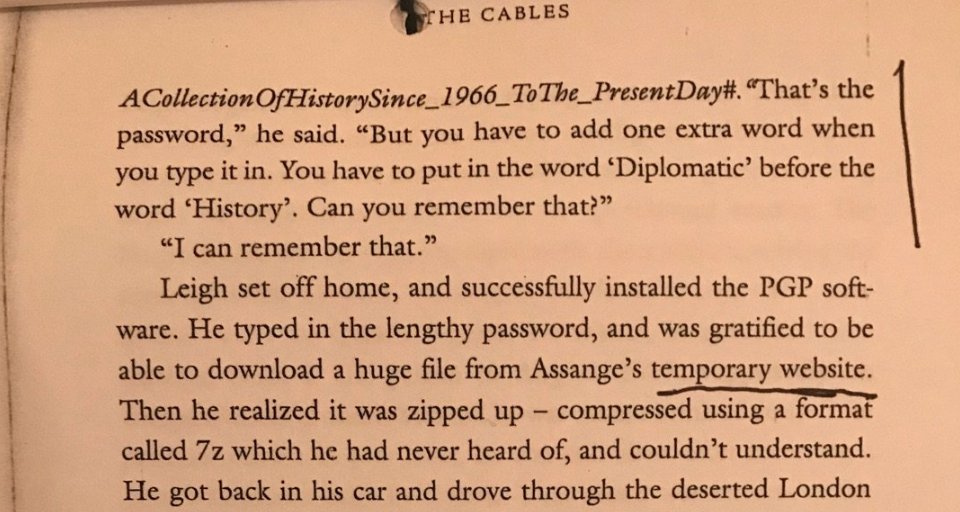 THE CABLES
ACollectionOfHistorySince_1966_ToThe_PresentDay#. “That’s the
password,” he said. “But you have to add one extra word when
you type it in. You have to put in the word ‘Diplomatic’ before the
word ‘History’. Can you remember that?”
“I can remember that.”
Leigh set off home, and successfully installed the PGP soft-
ware. He typed in the lengthy password, and was gratified to be
able to download a huge file from Assange’s temporary website.
Then he realized it was zipped up – compressed using a format
called 7z which he had never heard of, and couldn’t understand.
He got back in his car and drove through the deserted London